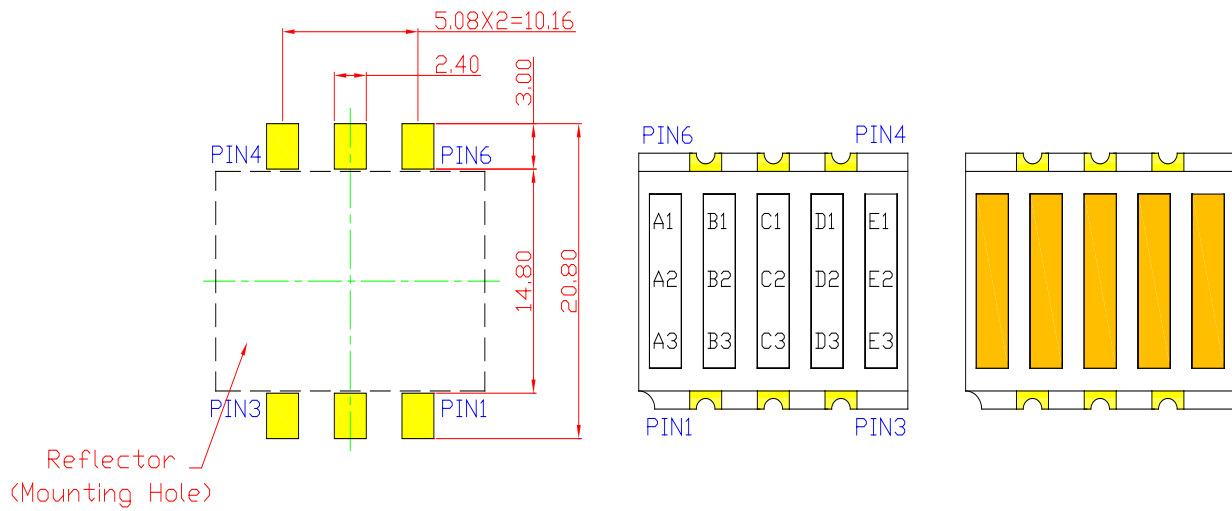 5.08X2=10.16
2.40
3.00
PIN4
PIN6
14.80
20.80
PIN3
PIN1
Reflector
(Mounting Hole)
PIN6
PIN4
A1 B1 C1 D1 E1
A2 B2 C2 D2 E2
A3 B3 C3 D3 E3
PIN1
PIN3